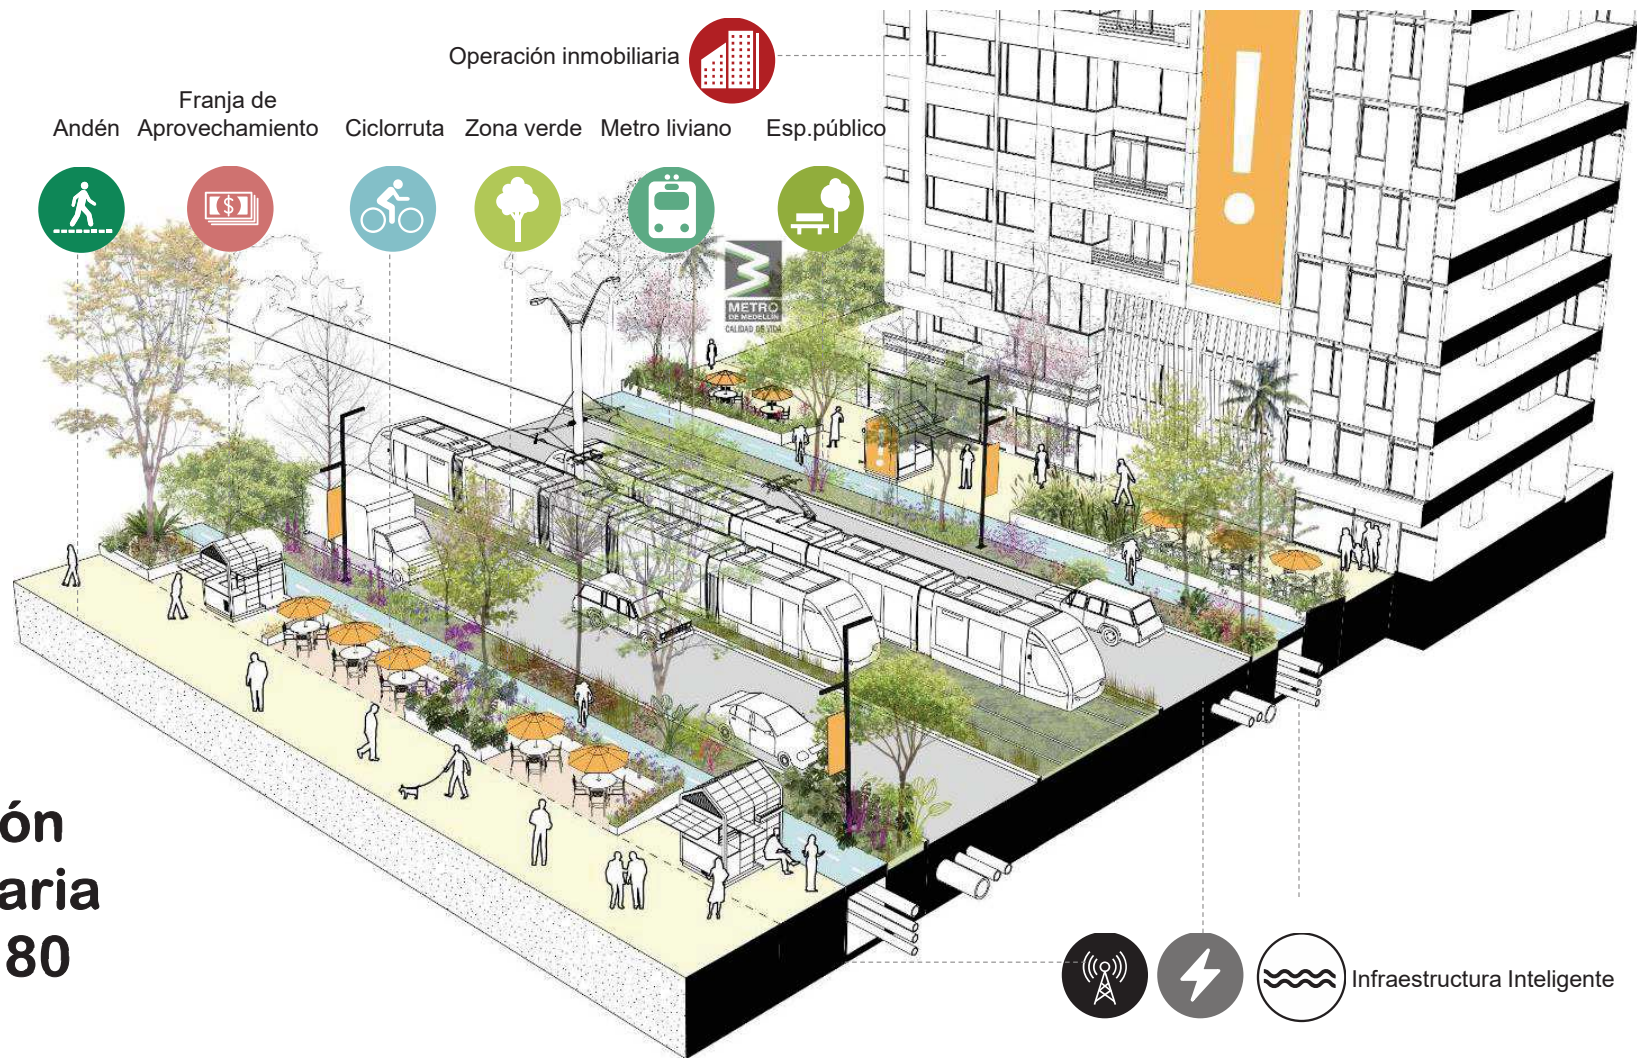 Operación inmobiliaria
Franja de
Andén Aprovechamiento Ciclorruta Zona verde Metro liviano Esp.público
$
METRO
DE MEDELLÍN
CALIDAD DE VIDA
!
ón
aria
80
Infraestructura Inteligente